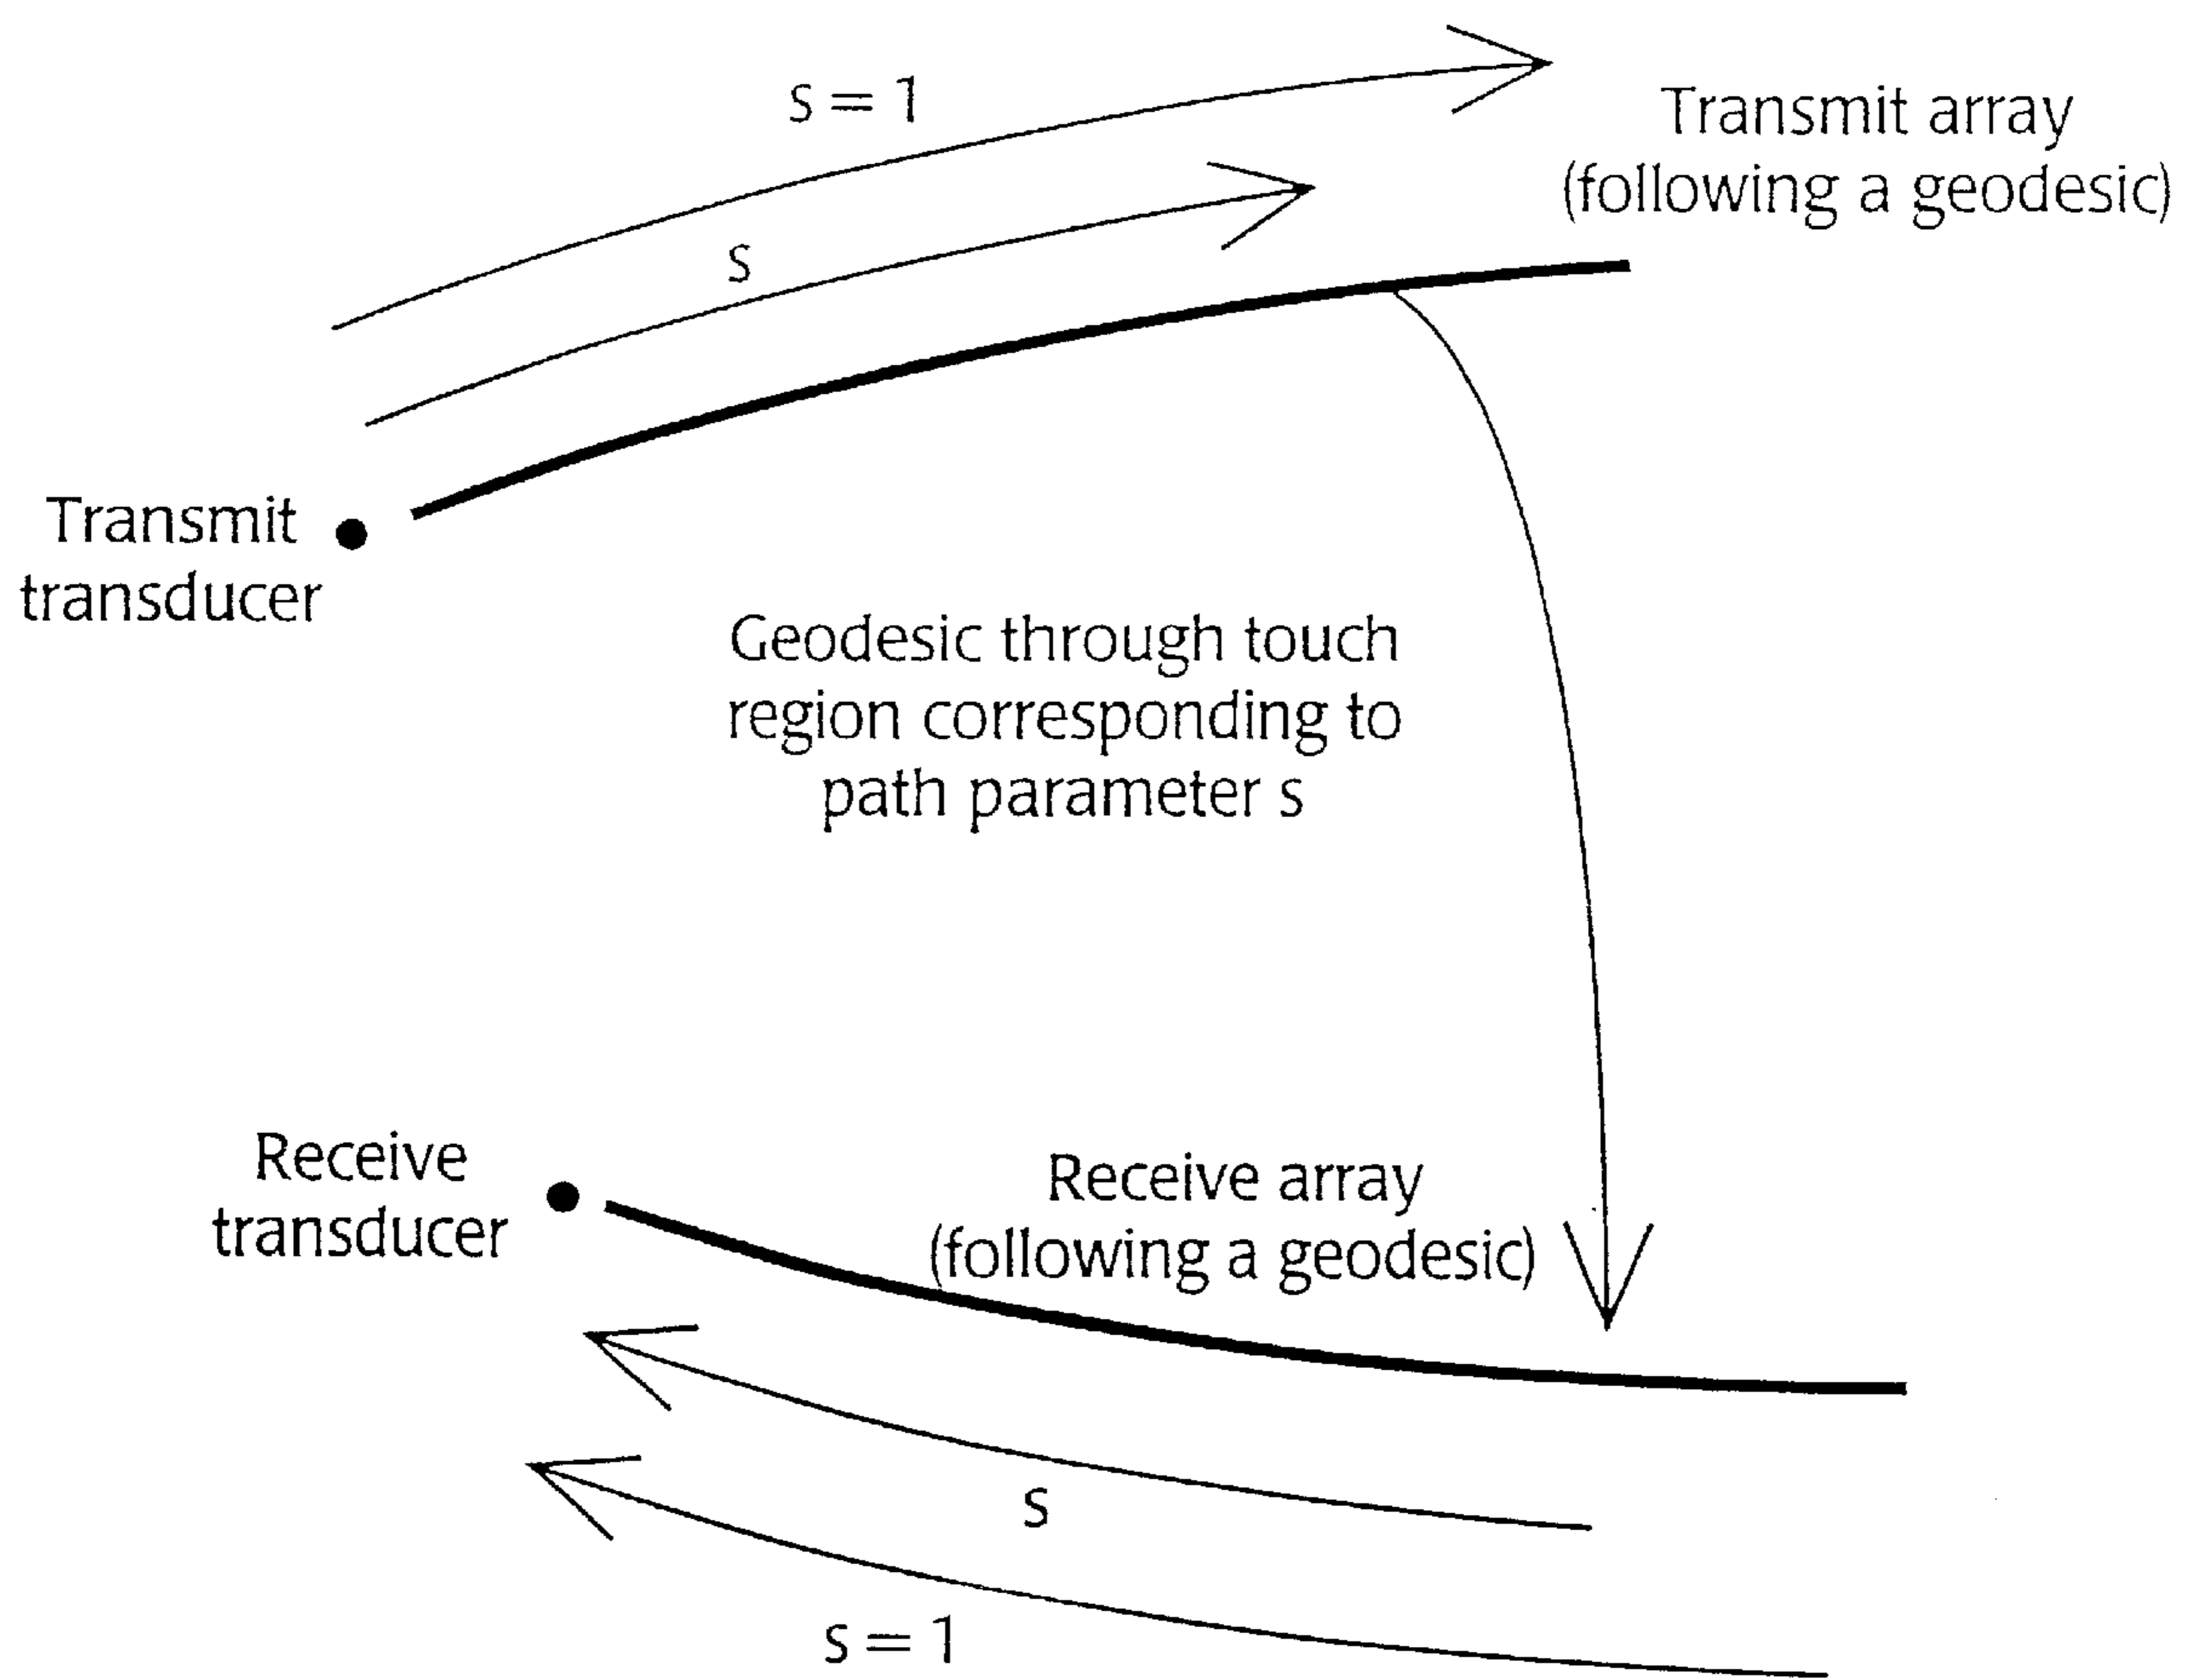 s = 1
Transmit array
(following a geodesic)
s
Transmit
transducer
Geodesic through touch
region corresponding to
path parameter s
Receive
transducer
Receive array
(following a geodesic)
s
s = 1